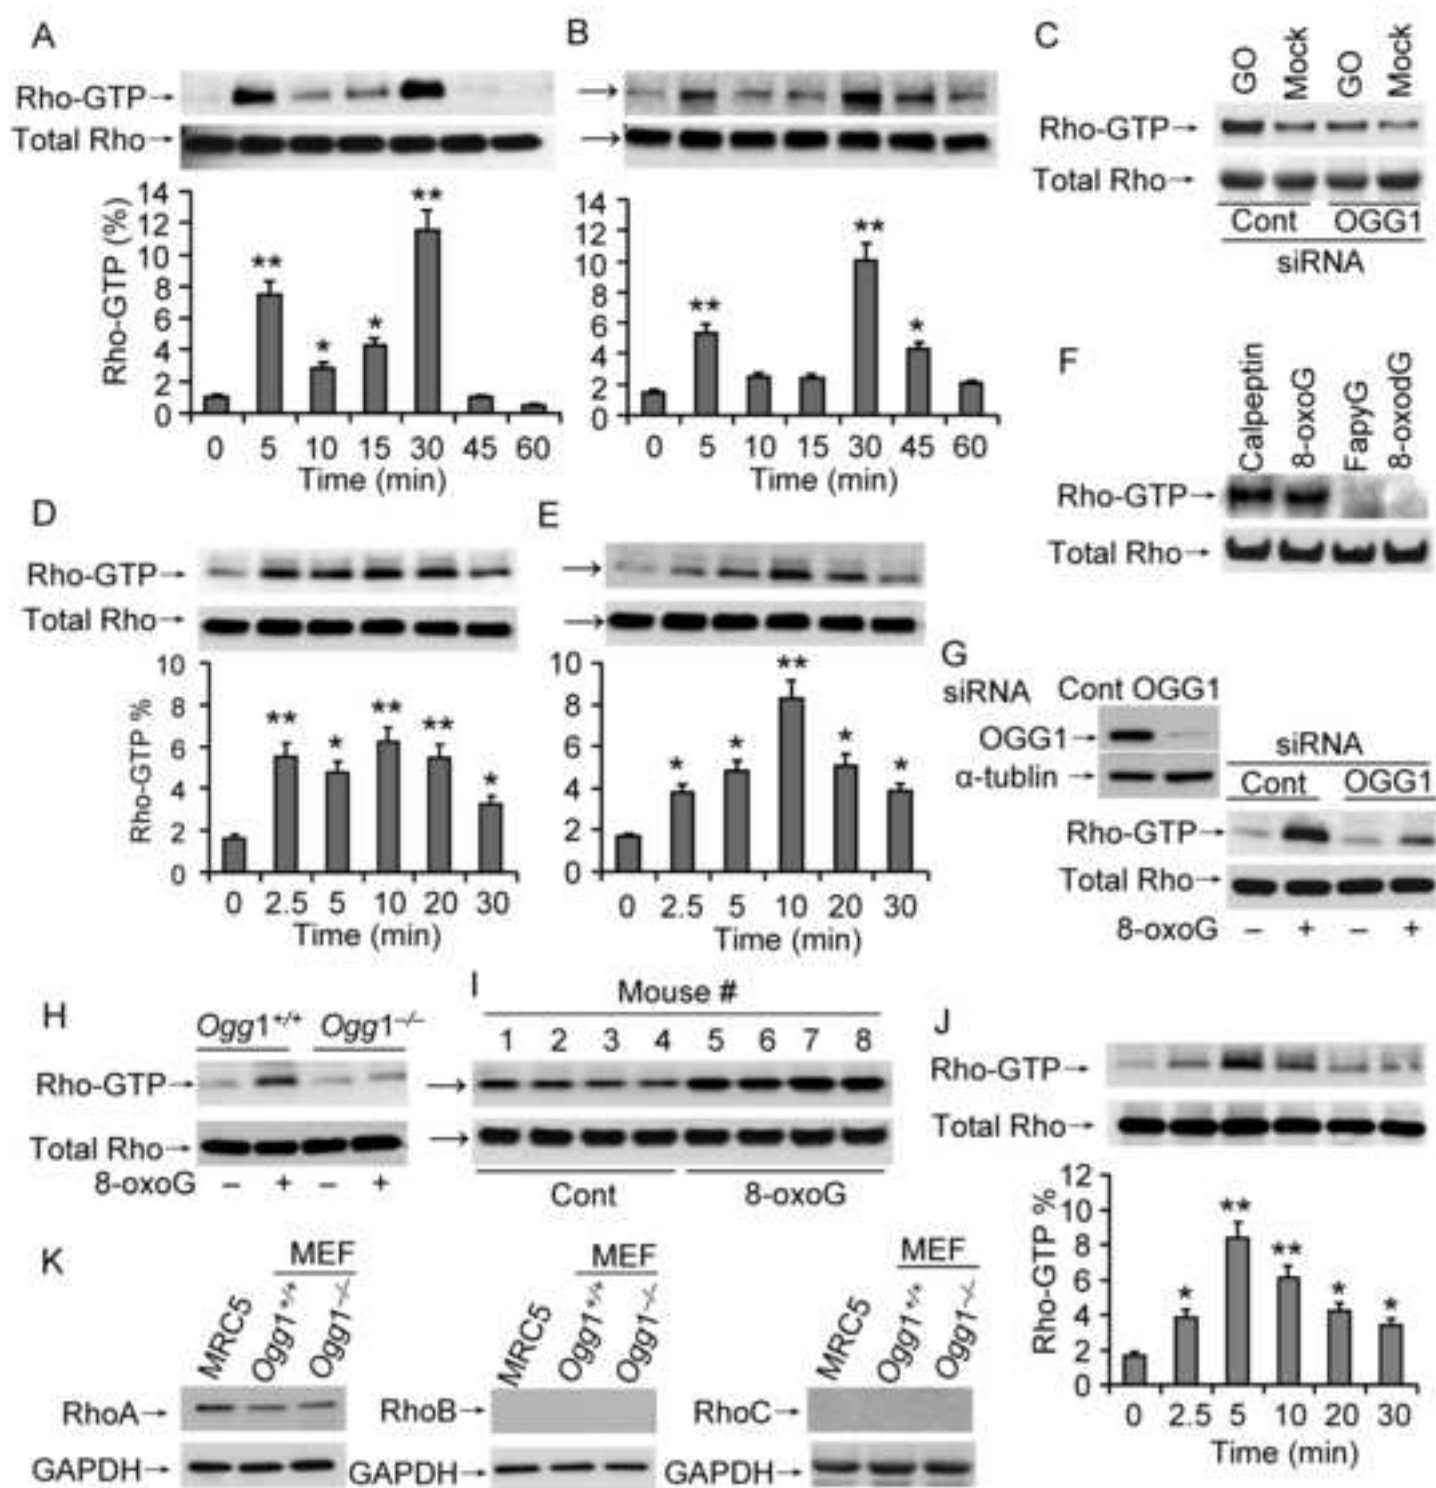 A
Rho-GTP→
Total Rho→
Rho-GTP (%)
14
12
10
8
6
4
2
0
** * * **
0 5 10 15 30 45 60
Time (min)
B
→
→
14
12
10
8
6
4
2
0
** ** *
0 5 10 15 30 45 60
Time (min)
C
GO Mock GO Mock
Rho-GTP→
Total Rho→
Cont OGG1
siRNA
D
Rho-GTP→
Total Rho→
Rho-GTP %
10
8
6
4
2
0
** * ** ** *
0 2.5 5 10 20 30
Time (min)
E
→
→
10
8
6
4
2
0
* * ** * *
0 2.5 5 10 20 30
Time (min)
F
Calpeptin 8-oxoG FapyG 8-oxodG
Rho-GTP→
Total Rho→
G
siRNA Cont OGG1
OGG1→
α-tublin→
siRNA
Cont OGG1
Rho-GTP→
Total Rho→
8-oxoG – + – +
H
Ogg1+/+ Ogg1–/–
Rho-GTP→
Total Rho→
8-oxoG – + – +
I
Mouse #
1 2 3 4 5 6 7 8
→
→
Cont 8-oxoG
J
Rho-GTP→
Total Rho→
Rho-GTP %
12
10
8
6
4
2
0
* ** ** * *
0 2.5 5 10 20 30
Time (min)
K
MEF
MRC5 Ogg1+/+ Ogg1–/–
RhoA→
GAPDH→
MEF
MRC5 Ogg1+/+ Ogg1–/–
RhoB→
GAPDH→
MEF
MRC5 Ogg1+/+ Ogg1–/–
RhoC→
GAPDH→